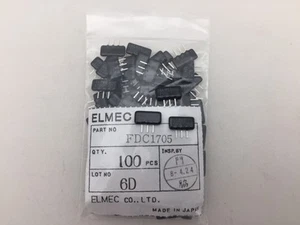 ELMEC
PART NO FDC1705
QTY. 100 PCS INSP. BY
LOT NO 6D
ELMEC CO., LTD.
MADE IN JAPAN